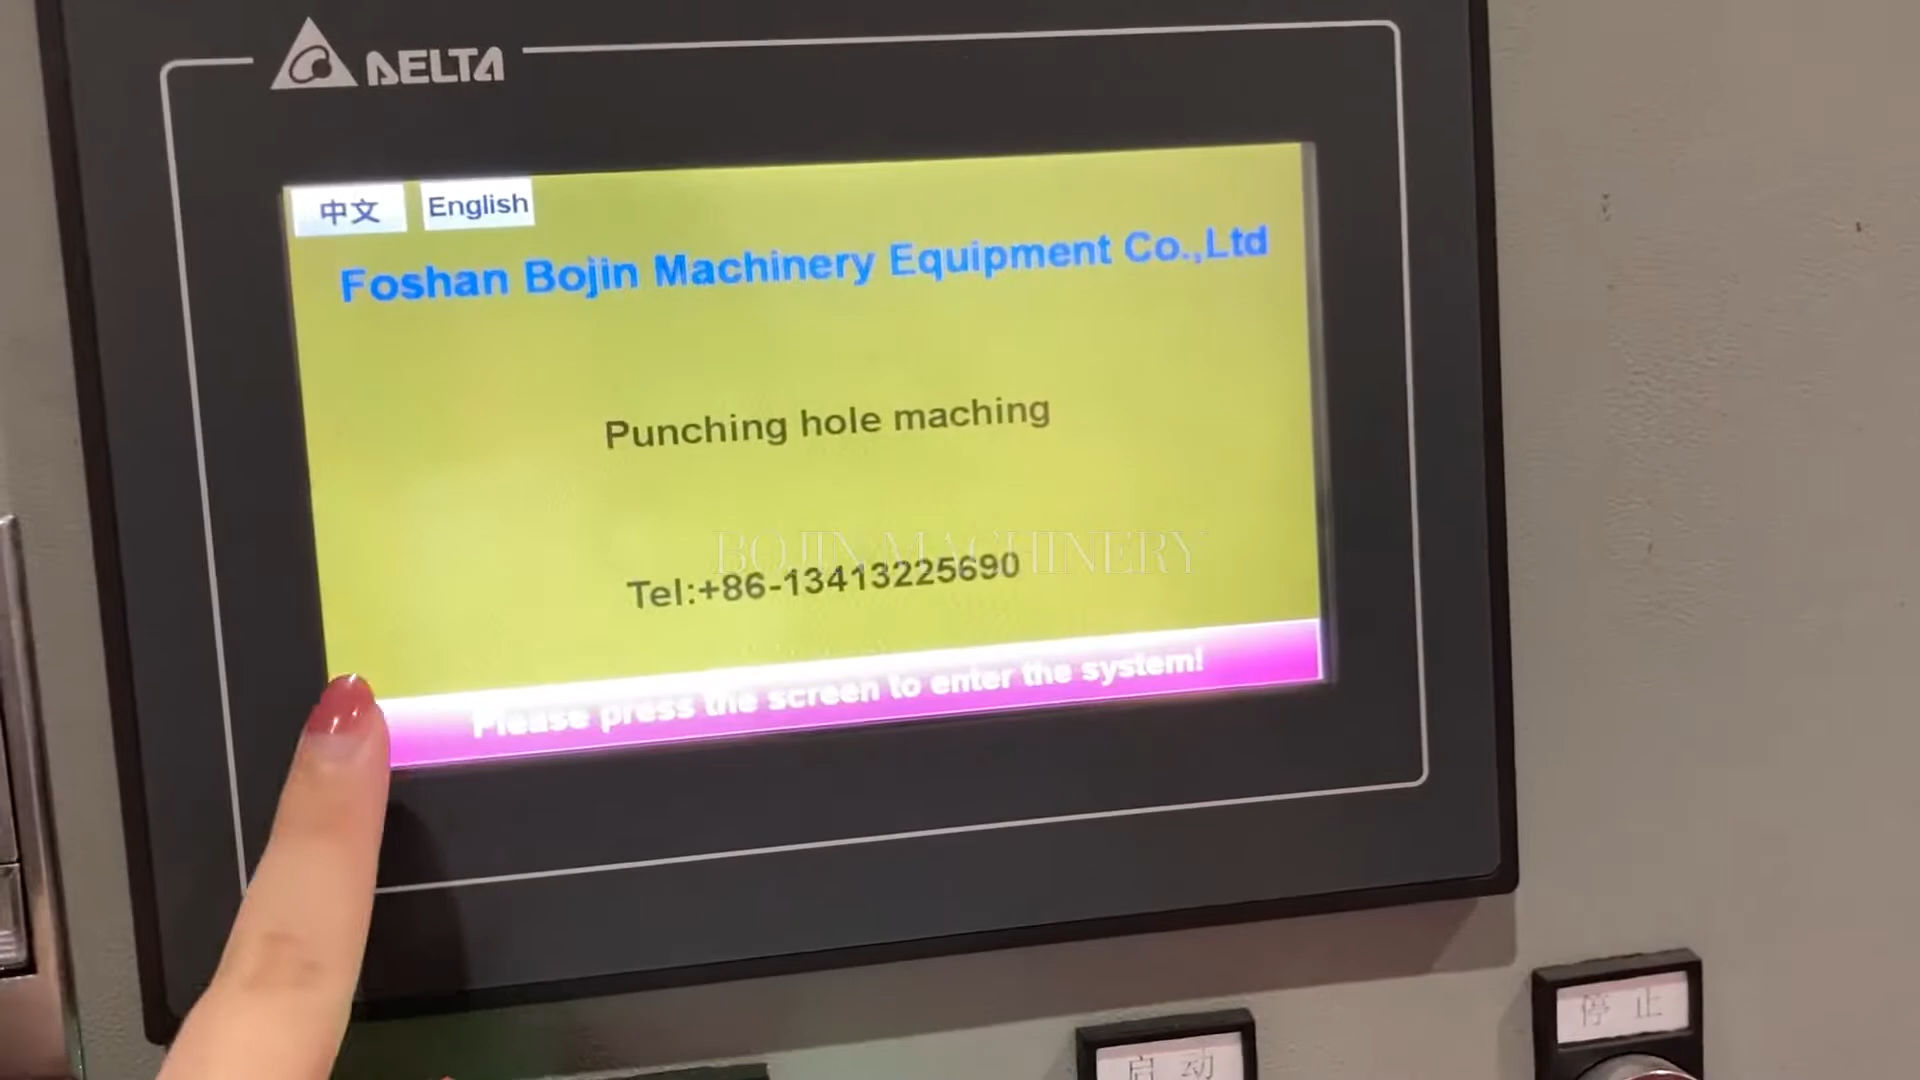 DELTA
中文 English
Foshan Bojin Machinery Equipment Co.,Ltd
Punching hole maching
BOJIN MACHINERY
Tel:+86-13413225690
Please press the screen to enter the system!
停 止
启 动